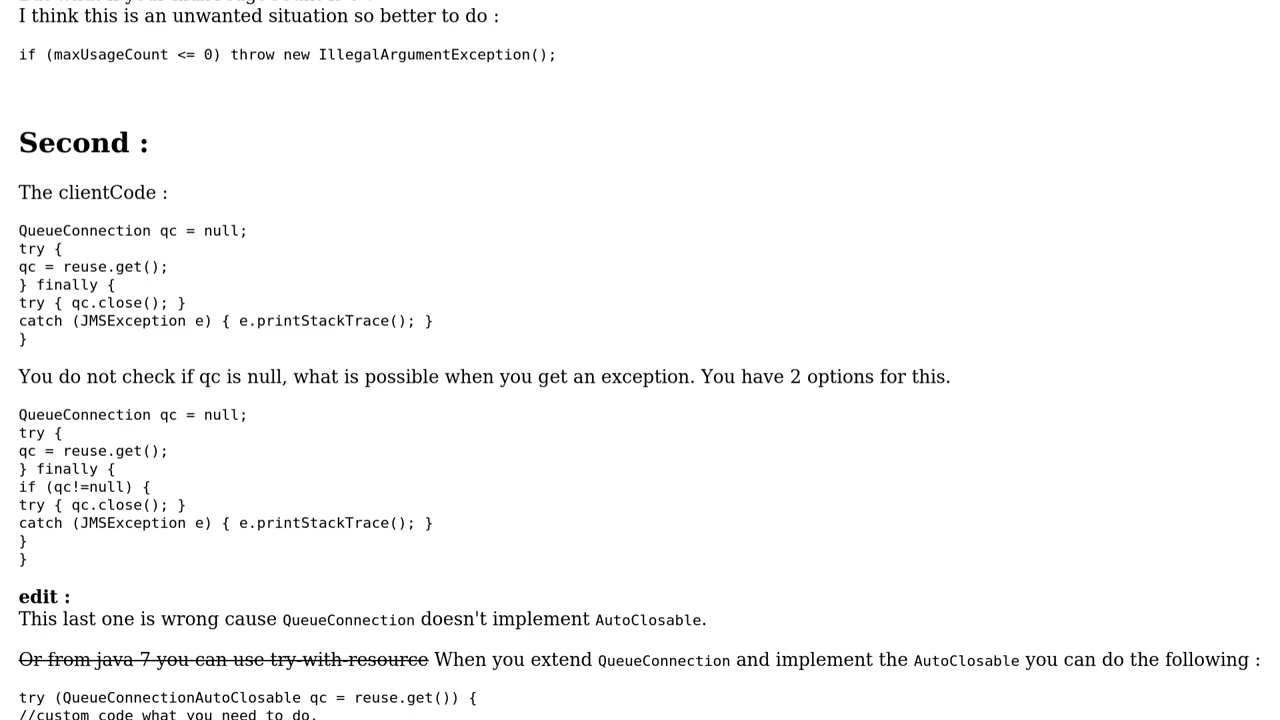 I think this is an unwanted situation so better to do :
if (maxUsageCount <= 0) throw new IllegalArgumentException();
Second :
The clientCode :
QueueConnection qc = null;
try {
qc = reuse.get();
} finally {
try { qc.close(); }
catch (JMSException e) { e.printStackTrace(); }
}
You do not check if qc is null, what is possible when you get an exception. You have 2 options for this.
QueueConnection qc = null;
try {
qc = reuse.get();
} finally {
if (qc!=null) {
try { qc.close(); }
catch (JMSException e) { e.printStackTrace(); }
}
}
edit :
This last one is wrong cause QueueConnection doesn't implement AutoClosable.
Or from java 7 you can use try-with-resource When you extend QueueConnection and implement the AutoClosable you can do the following :
try (QueueConnectionAutoClosable qc = reuse.get()) {
//custom code what you need to do.